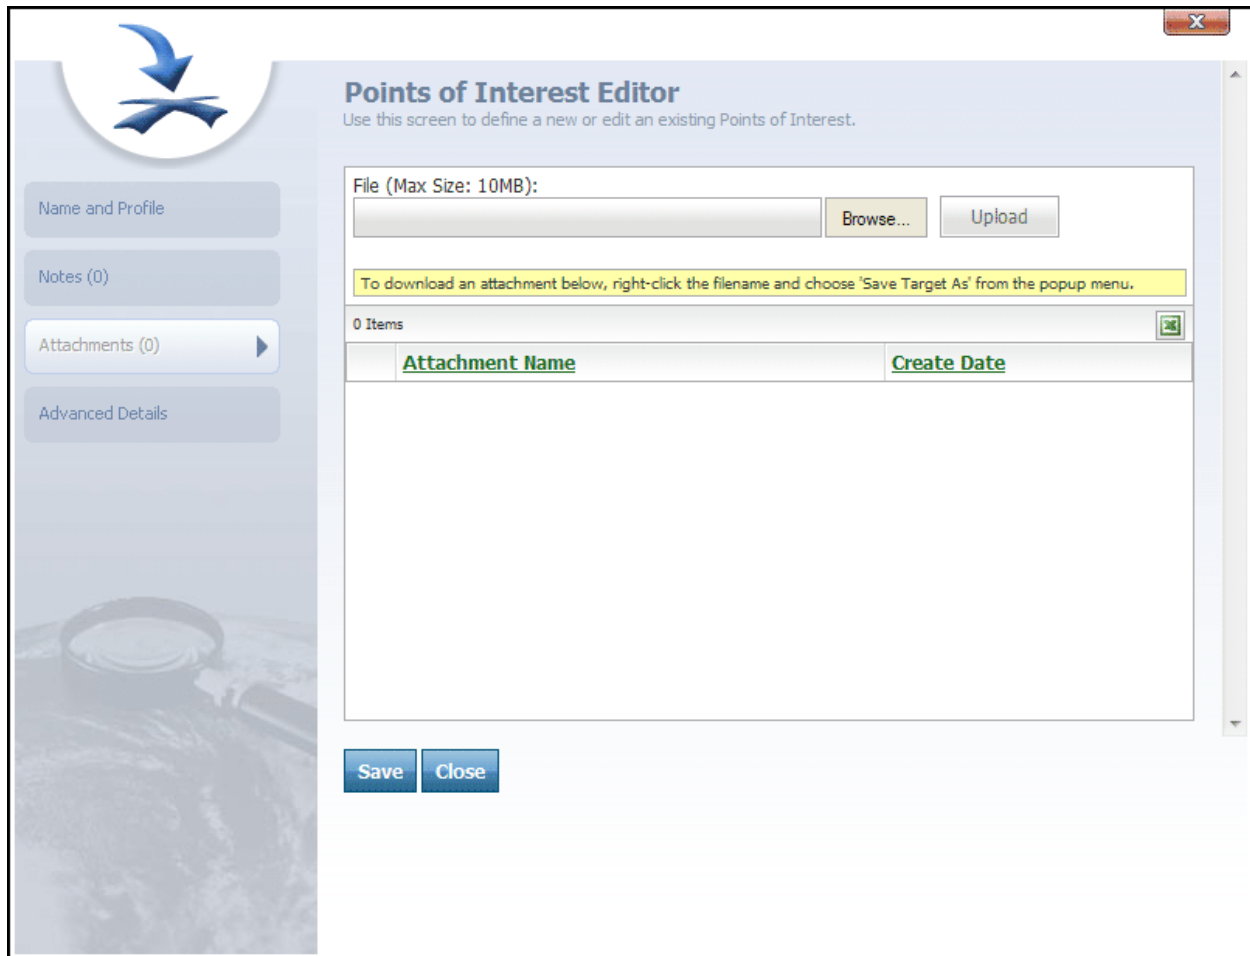 X
Points of Interest Editor
Use this screen to define a new or edit an existing Points of Interest.
Name and Profile
Notes (0)
Attachments (0)
Advanced Details
File (Max Size: 10MB):
Browse... Upload
To download an attachment below, right-click the filename and choose 'Save Target As' from the popup menu.
0 Items
Attachment Name Create Date
Save Close